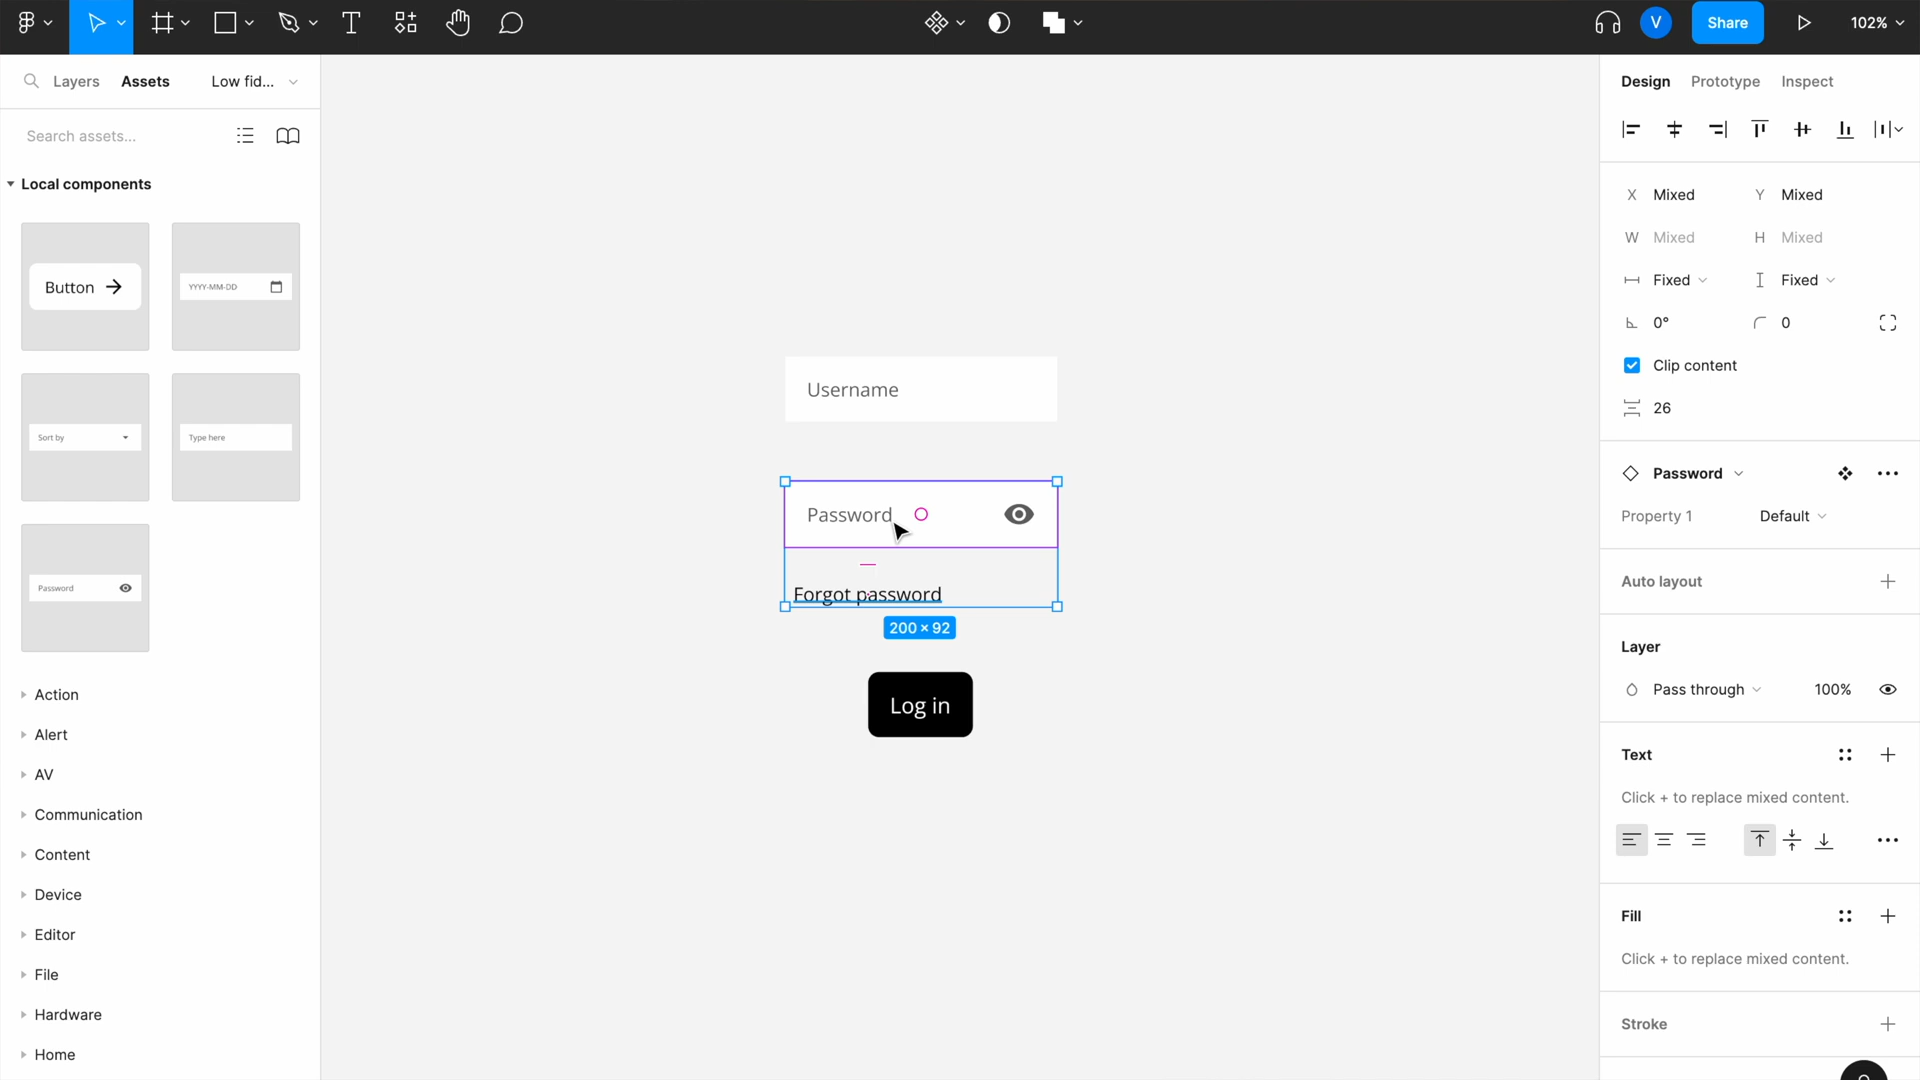 V
Share
102%
Layers
Assets
Low fid...
Search assets...
Local components
Button
YYYY-MM-DD
Sort by
Type here
Password
Action
Alert
AV
Communication
Content
Device
Editor
File
Hardware
Home
Username
Password
Forgot password
200 × 92
Log in
Design
Prototype
Inspect
X Mixed
Y Mixed
W Mixed
H Mixed
Fixed
Fixed
0°
0
Clip content
26
Password
Property 1
Default
Auto layout
Layer
Pass through
100%
Text
Click + to replace mixed content.
Fill
Click + to replace mixed content.
Stroke